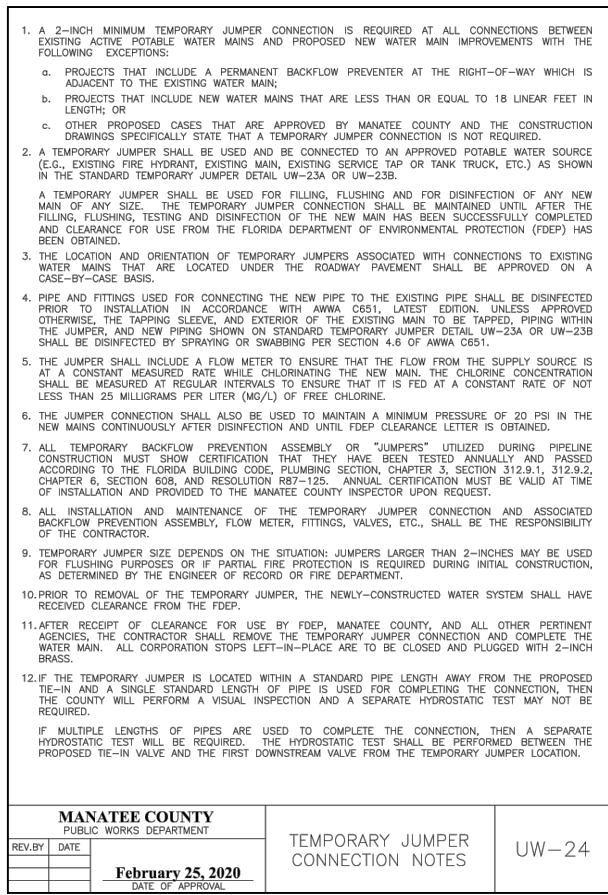 1. A 2-INCH MINIMUM TEMPORARY JUMPER CONNECTION IS REQUIRED AT ALL CONNECTIONS BETWEEN
EXISTING ACTIVE POTABLE WATER MAINS AND PROPOSED NEW WATER MAIN IMPROVEMENTS WITH THE
FOLLOWING EXCEPTIONS:
a. PROJECTS THAT INCLUDE A PERMANENT BACKFLOW PREVENTER AT THE RIGHT-OF-WAY WHICH IS
ADJACENT TO THE EXISTING WATER MAIN;
b. PROJECTS THAT INCLUDE NEW WATER MAINS THAT ARE LESS THAN OR EQUAL TO 18 LINEAR FEET IN
LENGTH; OR
c. OTHER PROPOSED CASES THAT ARE APPROVED BY MANATEE COUNTY AND THE CONSTRUCTION
DRAWINGS SPECIFICALLY STATE THAT A TEMPORARY JUMPER CONNECTION IS NOT REQUIRED.
2. A TEMPORARY JUMPER SHALL BE USED AND BE CONNECTED TO AN APPROVED POTABLE WATER SOURCE
(E.G., EXISTING FIRE HYDRANT, EXISTING MAIN, EXISTING SERVICE TAP OR TANK TRUCK, ETC.) AS SHOWN
IN THE STANDARD TEMPORARY JUMPER DETAIL UW-23A OR UW-23B.
A TEMPORARY JUMPER SHALL BE USED FOR FILLING, FLUSHING AND FOR DISINFECTION OF ANY NEW
MAIN OF ANY SIZE. THE TEMPORARY JUMPER CONNECTION SHALL BE MAINTAINED UNTIL AFTER THE
FILLING, FLUSHING, TESTING AND DISINFECTION OF THE NEW MAIN HAS BEEN SUCCESSFULLY COMPLETED
AND CLEARANCE FOR USE FROM THE FLORIDA DEPARTMENT OF ENVIRONMENTAL PROTECTION (FDEP) HAS
BEEN OBTAINED.
3. THE LOCATION AND ORIENTATION OF TEMPORARY JUMPERS ASSOCIATED WITH CONNECTIONS TO EXISTING
WATER MAINS THAT ARE LOCATED UNDER THE ROADWAY PAVEMENT SHALL BE APPROVED ON A
CASE-BY-CASE BASIS.
4. PIPE AND FITTINGS USED FOR CONNECTING THE NEW PIPE TO THE EXISTING PIPE SHALL BE DISINFECTED
PRIOR TO INSTALLATION IN ACCORDANCE WITH AWWA C651, LATEST EDITION. UNLESS APPROVED
OTHERWISE, THE TAPPING SLEEVE, AND EXTERIOR OF THE EXISTING MAIN TO BE TAPPED, PIPING WITHIN
THE JUMPER, AND NEW PIPING SHOWN ON STANDARD TEMPORARY JUMPER DETAIL UW-23A OR UW-23B
SHALL BE DISINFECTED BY SPRAYING OR SWABBING PER SECTION 4.6 OF AWWA C651.
5. THE JUMPER SHALL INCLUDE A FLOW METER TO ENSURE THAT THE FLOW FROM THE SUPPLY SOURCE IS
AT A CONSTANT MEASURED RATE WHILE CHLORINATING THE NEW MAIN. THE CHLORINE CONCENTRATION
SHALL BE MEASURED AT REGULAR INTERVALS TO ENSURE THAT IT IS FED AT A CONSTANT RATE OF NOT
LESS THAN 25 MILLIGRAMS PER LITER (MG/L) OF FREE CHLORINE.
6. THE JUMPER CONNECTION SHALL ALSO BE USED TO MAINTAIN A MINIMUM PRESSURE OF 20 PSI IN THE
NEW MAINS CONTINUOUSLY AFTER DISINFECTION AND UNTIL FDEP CLEARANCE LETTER IS OBTAINED.
7. ALL TEMPORARY BACKFLOW PREVENTION ASSEMBLY OR "JUMPERS" UTILIZED DURING PIPELINE
CONSTRUCTION MUST SHOW CERTIFICATION THAT THEY HAVE BEEN TESTED ANNUALLY AND PASSED
ACCORDING TO THE FLORIDA BUILDING CODE, PLUMBING SECTION, CHAPTER 3, SECTION 312.9.1, 312.9.2,
CHAPTER 6, SECTION 608, AND RESOLUTION R87-125. ANNUAL CERTIFICATION MUST BE VALID AT TIME
OF INSTALLATION AND PROVIDED TO THE MANATEE COUNTY INSPECTOR UPON REQUEST.
8. ALL INSTALLATION AND MAINTENANCE OF THE TEMPORARY JUMPER CONNECTION AND ASSOCIATED
BACKFLOW PREVENTION ASSEMBLY, FLOW METER, FITTINGS, VALVES, ETC., SHALL BE THE RESPONSIBILITY
OF THE CONTRACTOR.
9. TEMPORARY JUMPER SIZE DEPENDS ON THE SITUATION: JUMPERS LARGER THAN 2-INCHES MAY BE USED
FOR FLUSHING PURPOSES OR IF PARTIAL FIRE PROTECTION IS REQUIRED DURING INITIAL CONSTRUCTION,
AS DETERMINED BY THE ENGINEER OF RECORD OR FIRE DEPARTMENT.
10. PRIOR TO REMOVAL OF THE TEMPORARY JUMPER, THE NEWLY-CONSTRUCTED WATER SYSTEM SHALL HAVE
RECEIVED CLEARANCE FROM THE FDEP.
11. AFTER RECEIPT OF CLEARANCE FOR USE BY FDEP, MANATEE COUNTY, AND ALL OTHER PERTINENT
AGENCIES, THE CONTRACTOR SHALL REMOVE THE TEMPORARY JUMPER CONNECTION AND COMPLETE THE
WATER MAIN. ALL CORPORATION STOPS LEFT-IN-PLACE ARE TO BE CLOSED AND PLUGGED WITH 2-INCH
BRASS.
12. IF THE TEMPORARY JUMPER IS LOCATED WITHIN A STANDARD PIPE LENGTH AWAY FROM THE PROPOSED
TIE-IN AND A SINGLE STANDARD LENGTH OF PIPE IS USED FOR COMPLETING THE CONNECTION, THEN
THE COUNTY WILL PERFORM A VISUAL INSPECTION AND A SEPARATE HYDROSTATIC TEST MAY NOT BE
REQUIRED.
IF MULTIPLE LENGTHS OF PIPES ARE USED TO COMPLETE THE CONNECTION, THEN A SEPARATE
HYDROSTATIC TEST WILL BE REQUIRED. THE HYDROSTATIC TEST SHALL BE PERFORMED BETWEEN THE
PROPOSED TIE-IN VALVE AND THE FIRST DOWNSTREAM VALVE FROM THE TEMPORARY JUMPER LOCATION.
MANATEE COUNTY
PUBLIC WORKS DEPARTMENT
REV.BY DATE
February 25, 2020
DATE OF APPROVAL
TEMPORARY JUMPER
CONNECTION NOTES
UW-24